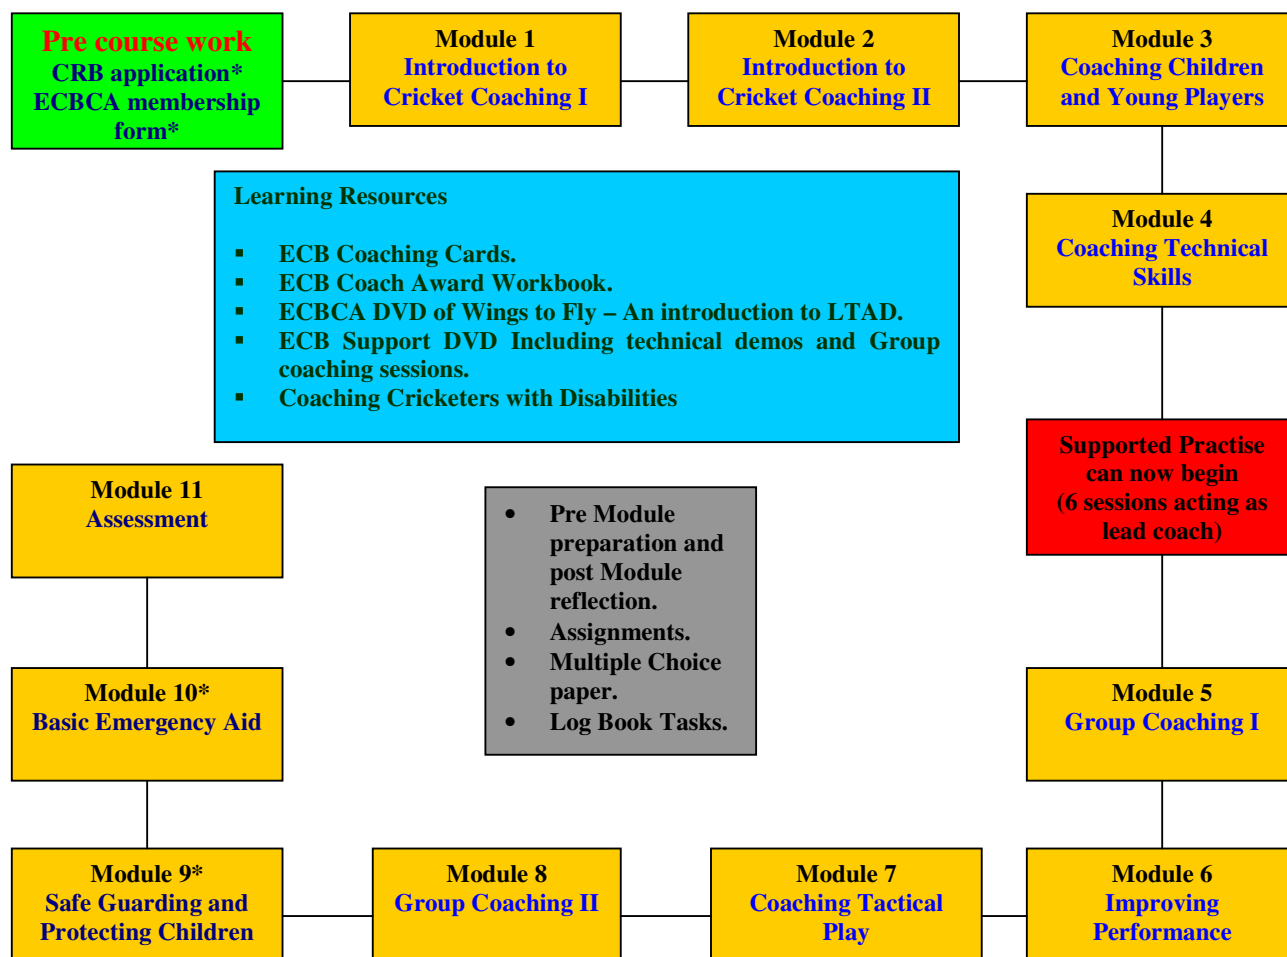 Pre course work
CRB application*
ECBCA membership
form*
Module 1
Introduction to
Cricket Coaching I
Module 2
Introduction to
Cricket Coaching II
Module 3
Coaching Children
and Young Players
Learning Resources
▪ ECB Coaching Cards.
▪ ECB Coach Award Workbook.
▪ ECBCA DVD of Wings to Fly – An introduction to LTAD.
▪ ECB Support DVD Including technical demos and Group
coaching sessions.
▪ Coaching Cricketers with Disabilities
Module 4
Coaching Technical
Skills
Supported Practise
can now begin
(6 sessions acting as
lead coach)
Module 11
Assessment
• Pre Module
preparation and
post Module
reflection.
• Assignments.
• Multiple Choice
paper.
• Log Book Tasks.
Module 10*
Basic Emergency Aid
Module 5
Group Coaching I
Module 9*
Safe Guarding and
Protecting Children
Module 8
Group Coaching II
Module 7
Coaching Tactical
Play
Module 6
Improving
Performance